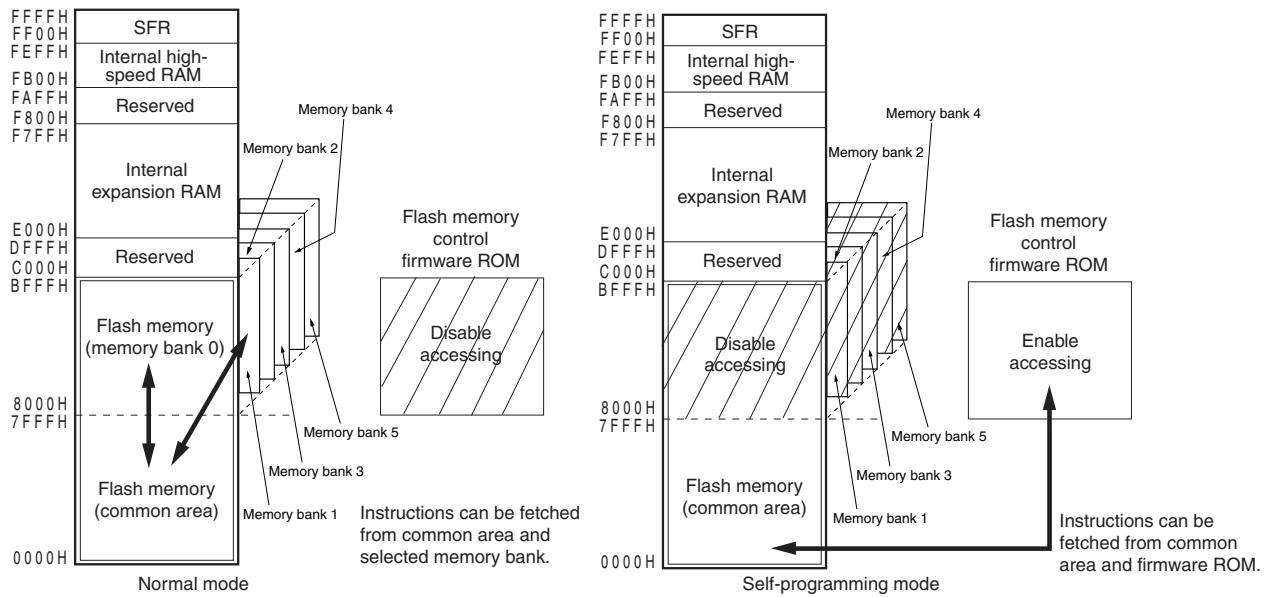 FFFFH
SFR
FF00H
FEFFH
Internal high-
speed RAM
FB00H
FAFFH
Reserved
F800H
F7FFH
Internal
expansion RAM
E000H
DFFFH
Reserved
C000H
BFFFH
Flash memory
(memory bank 0)
8000H
7FFFH
Flash memory
(common area)
0000H
Memory bank 4
Memory bank 2
Memory bank 5
Memory bank 3
Memory bank 1
Flash memory
control
firmware ROM
Disable
accessing
Instructions can be fetched
from common area and
selected memory bank.
Normal mode
FFFFH
SFR
FF00H
FEFFH
Internal high-
speed RAM
FB00H
FAFFH
Reserved
F800H
F7FFH
Internal
expansion RAM
E000H
DFFFH
Reserved
C000H
BFFFH
Disable
accessing
8000H
7FFFH
Flash memory
(common area)
0000H
Memory bank 4
Memory bank 2
Memory bank 5
Memory bank 3
Memory bank 1
Flash memory
control
firmware ROM
Enable
accessing
Instructions can be
fetched from common
area and firmware ROM.
Self-programming mode